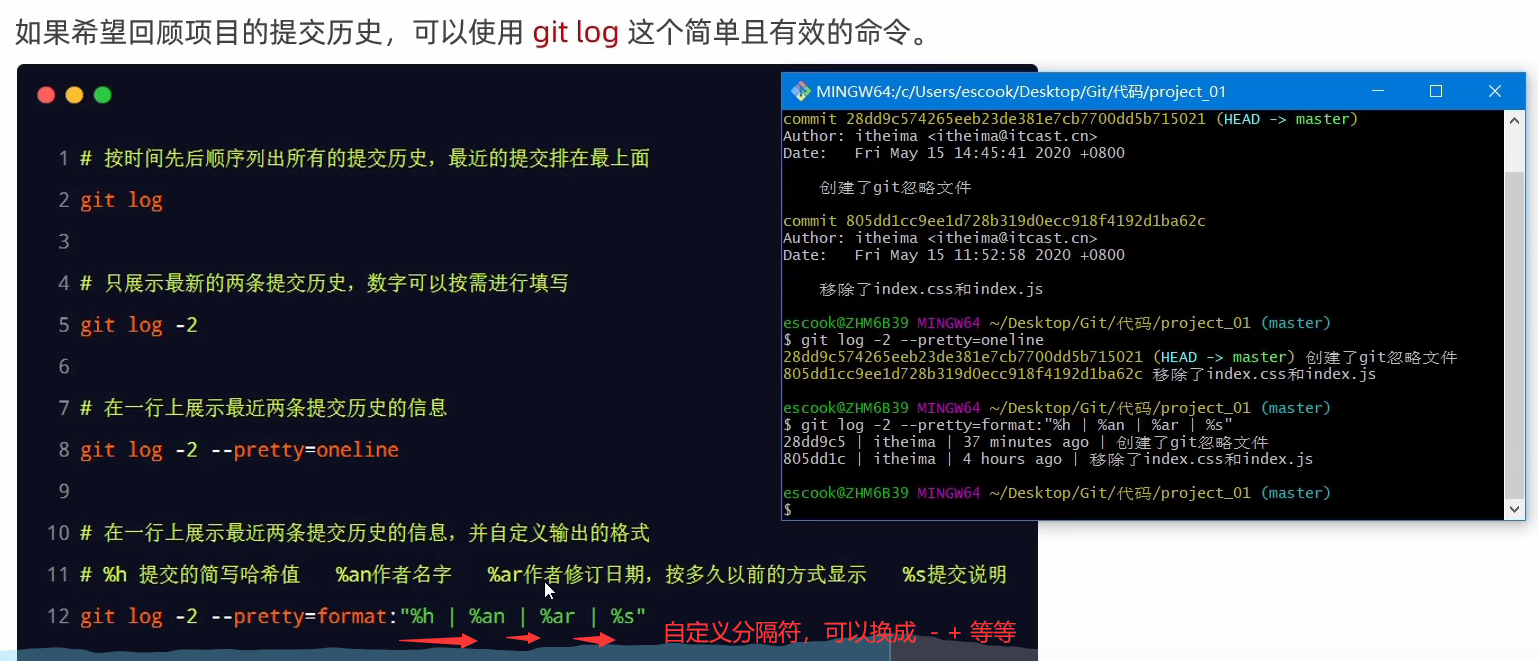 如果希望回顾项目的提交历史，可以使用 git log 这个简单且有效的命令。
1 # 按时间先后顺序列出所有的提交历史，最近的提交排在最上面
2 git log
3
4 # 只展示最新的两条提交历史，数字可以按需进行填写
5 git log -2
6
7 # 在一行上展示最近两条提交历史的信息
8 git log -2 --pretty=oneline
9
10 # 在一行上展示最近两条提交历史的信息，并自定义输出的格式
11 # %h 提交的简写哈希值 %an作者名字 %ar作者修订日期，按多久以前的方式显示 %s提交说明
12 git log -2 --pretty=format:"%h | %an | %ar | %s"
自定义分隔符，可以换成 - + 等等
MINGW64:/c/Users/escook/Desktop/Git/代码/project_01
commit 28dd9c574265eeb23de381e7cb7700dd5b715021 (HEAD -> master)
Author: itheima <itheima@itcast.cn>
Date:   Fri May 15 14:45:41 2020 +0800
创建了git忽略文件
commit 805dd1cc9ee1d728b319d0ecc918f4192d1ba62c
Author: itheima <itheima@itcast.cn>
Date:   Fri May 15 11:52:58 2020 +0800
移除了index.css和index.js
escook@ZHM6B39 MINGW64 ~/Desktop/Git/代码/project_01 (master)
$ git log -2 --pretty=oneline
28dd9c574265eeb23de381e7cb7700dd5b715021 (HEAD -> master) 创建了git忽略文件
805dd1cc9ee1d728b319d0ecc918f4192d1ba62c 移除了index.css和index.js
escook@ZHM6B39 MINGW64 ~/Desktop/Git/代码/project_01 (master)
$ git log -2 --pretty=format:"%h | %an | %ar | %s"
28dd9c5 | itheima | 37 minutes ago | 创建了git忽略文件
805dd1c | itheima | 4 hours ago | 移除了index.css和index.js
escook@ZHM6B39 MINGW64 ~/Desktop/Git/代码/project_01 (master)
$